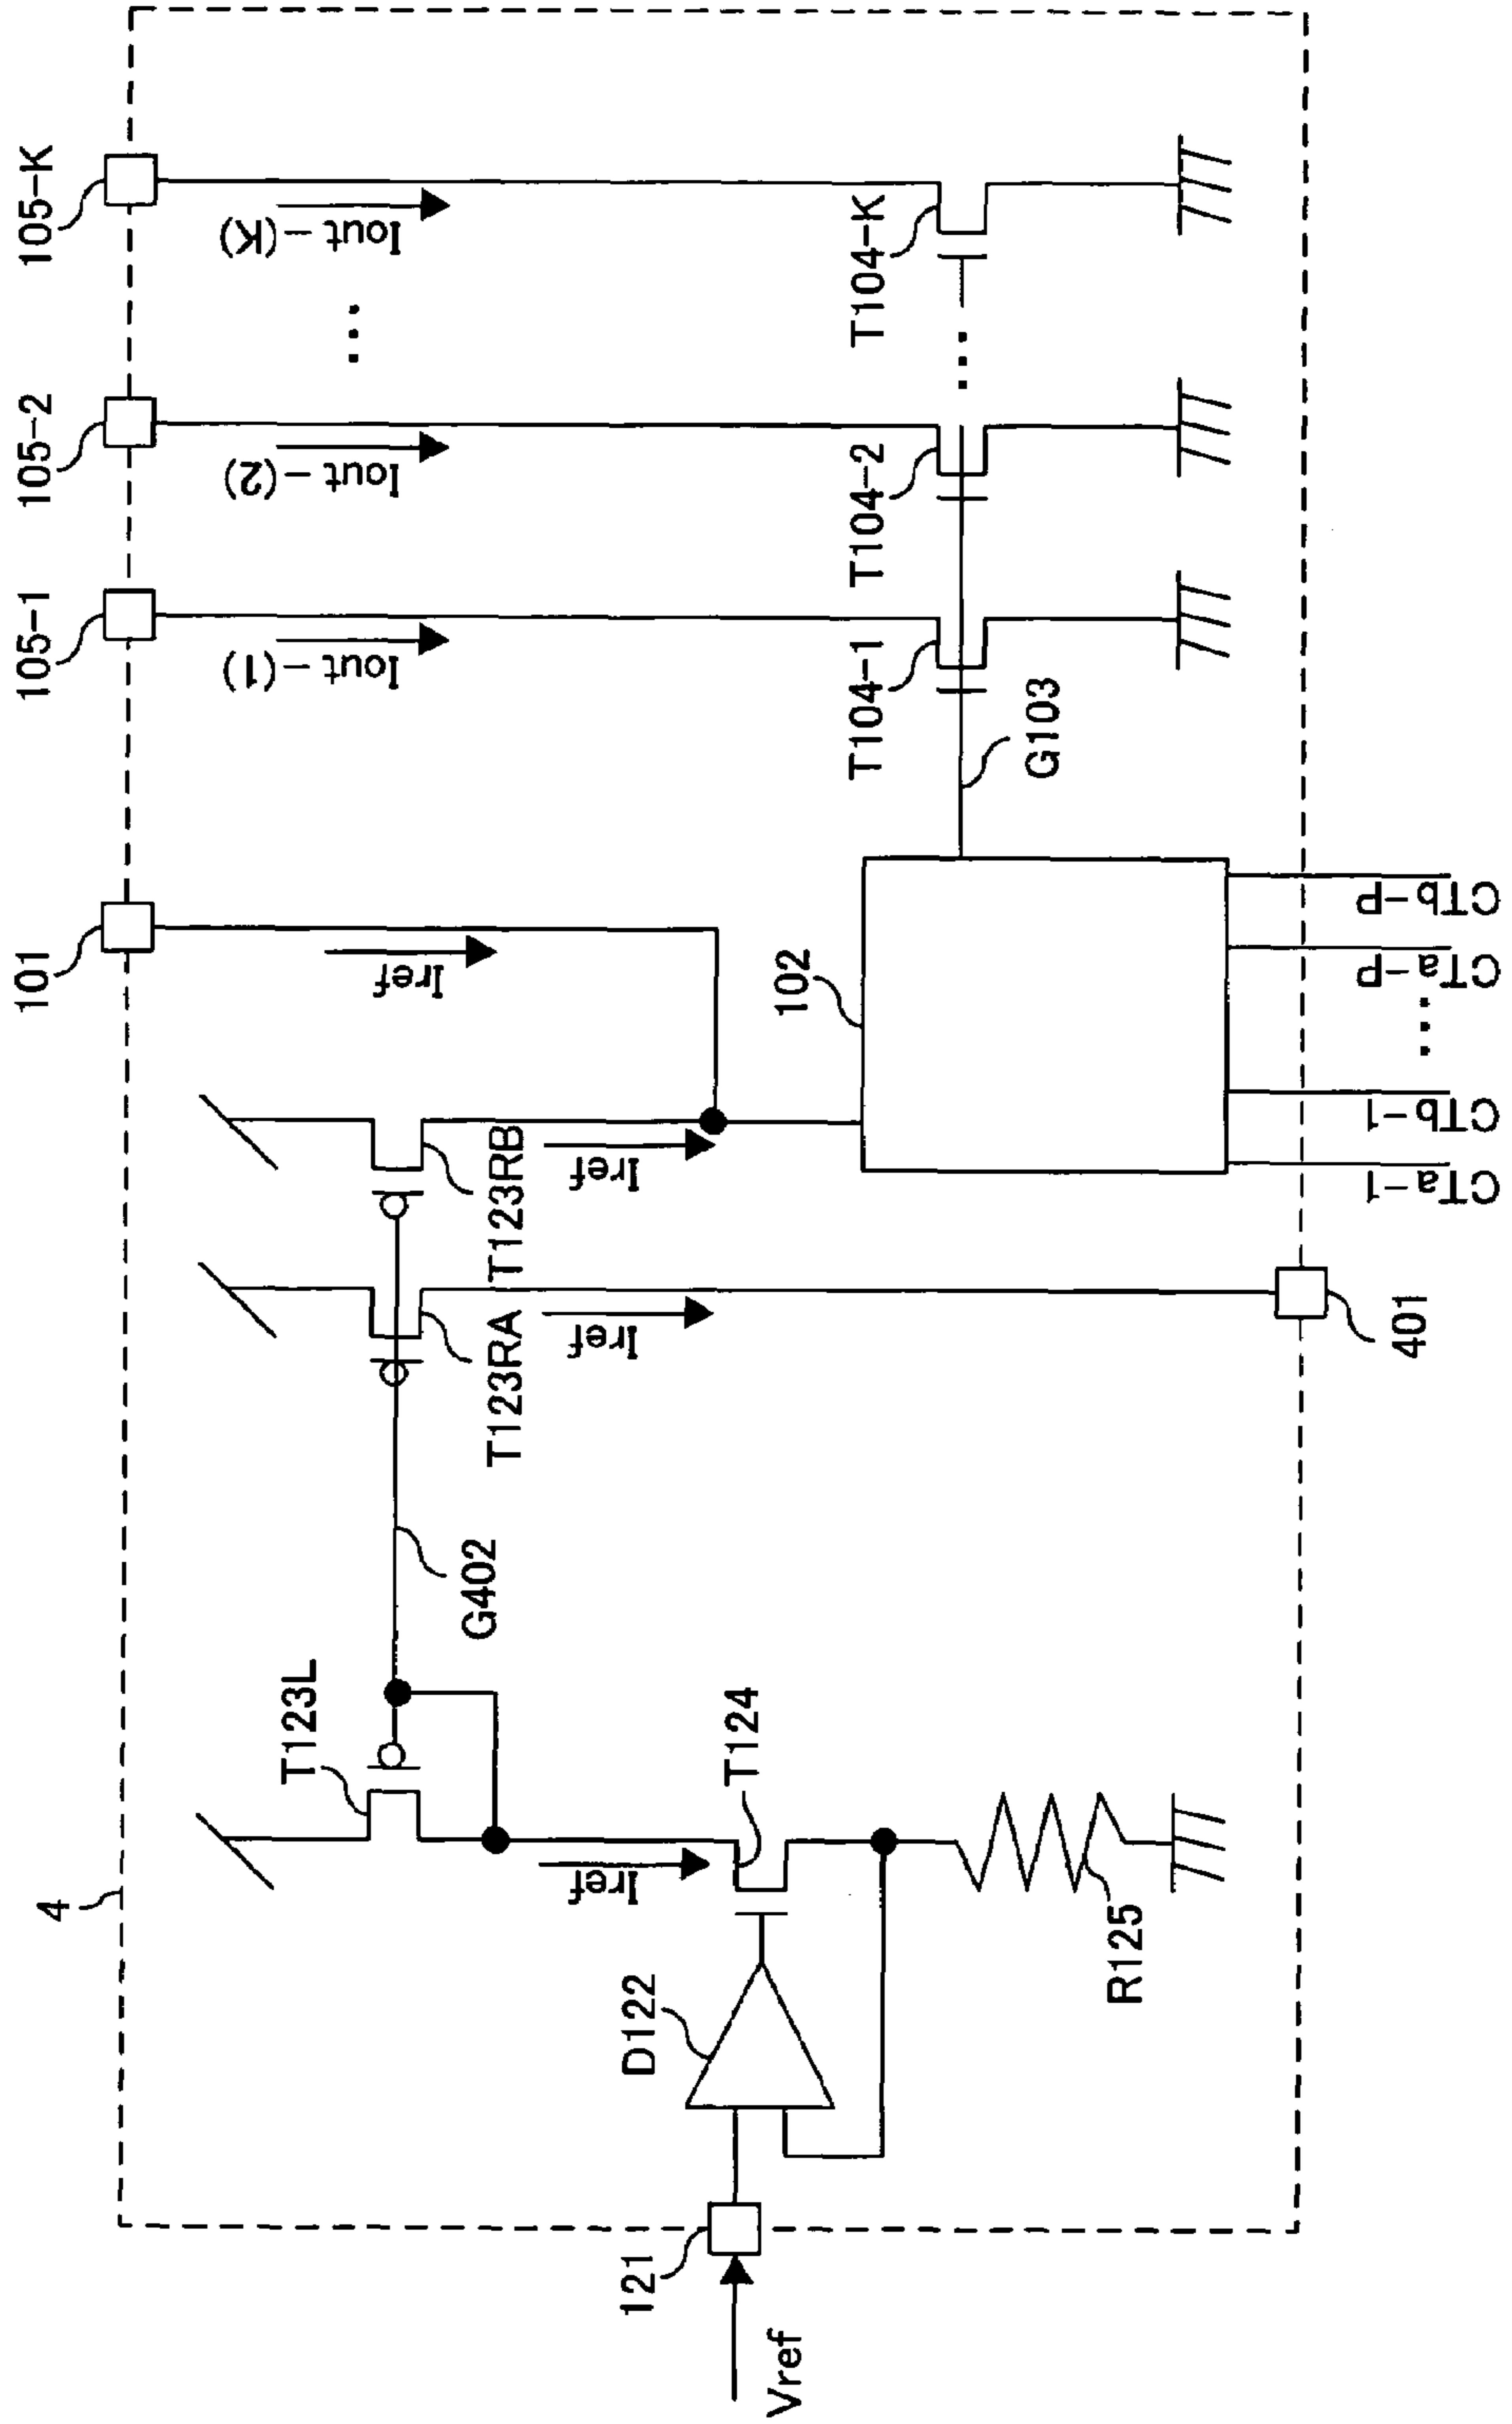 4
101
105-1
105-2
105-K
T123L
G402
T123RA
T123RB
Iref
Iref
Iref
Iref
Iout-(1)
Iout-(2)
Iout-(K)
...
121
Vref
D122
T124
R125
102
G103
T104-1
T104-2
...
T104-K
401
CTa-1
CTb-1
...
CTa-P
CTb-P